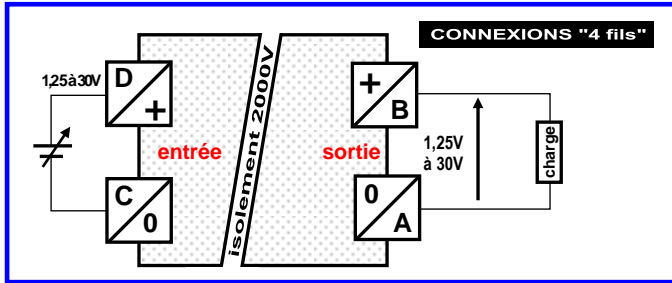 CONNEXIONS "4 fils"
1,25à30V
D
+
entrée
C
0
isolement 2000V
+
B
sortie
0
A
1,25V
à 30V
charge